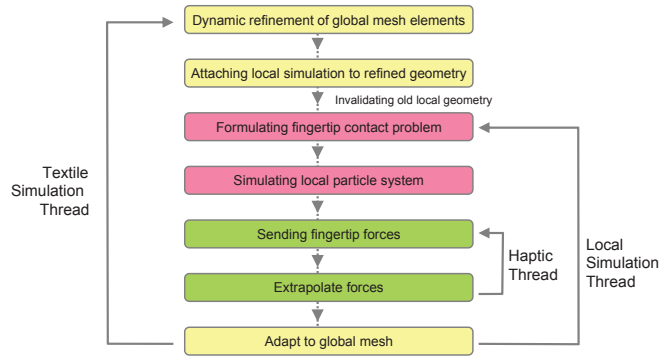 Dynamic refinement of global mesh elements
Attaching local simulation to refined geometry
Invalidating old local geometry
Formulating fingertip contact problem
Simulating local particle system
Sending fingertip forces
Extrapolate forces
Adapt to global mesh
Textile
Simulation
Thread
Haptic
Thread
Local
Simulation
Thread